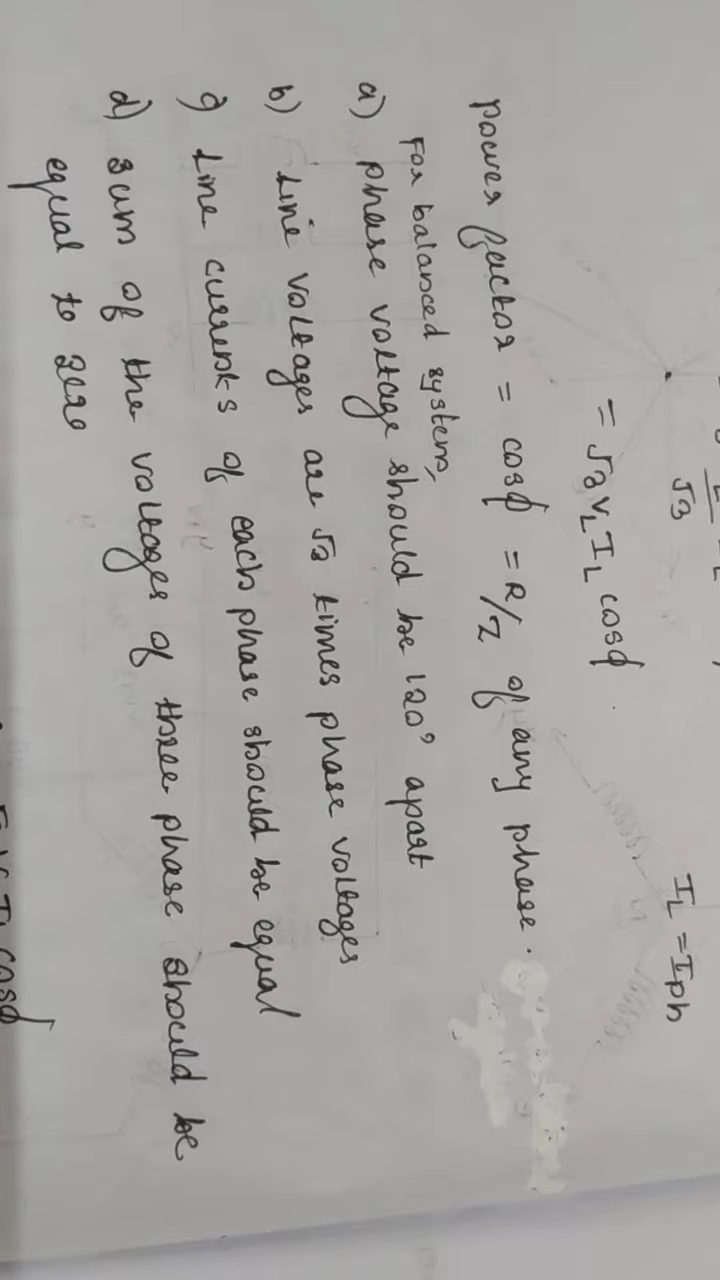 √3
I_L = I_ph
= √3 V_L I_L cosφ.
power factor = cosφ = R/Z of any phase.
For balanced system,
a) phase voltage should be 120° apart
b) Line voltages are √3 times phase voltages
c) Line currents of each phase should be equal
d) sum of the voltages of three phase should be
equal to zero
cosφ